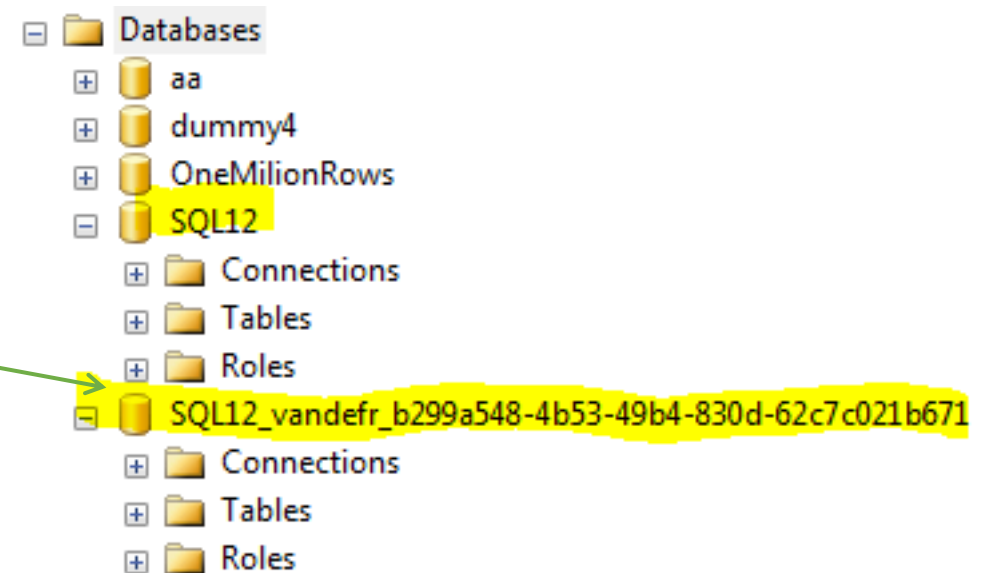 Databases
aa
dummy4
OneMilionRows
SQL12
Connections
Tables
Roles
SQL12_vandefr_b299a548-4b53-49b4-830d-62c7c021b671
Connections
Tables
Roles